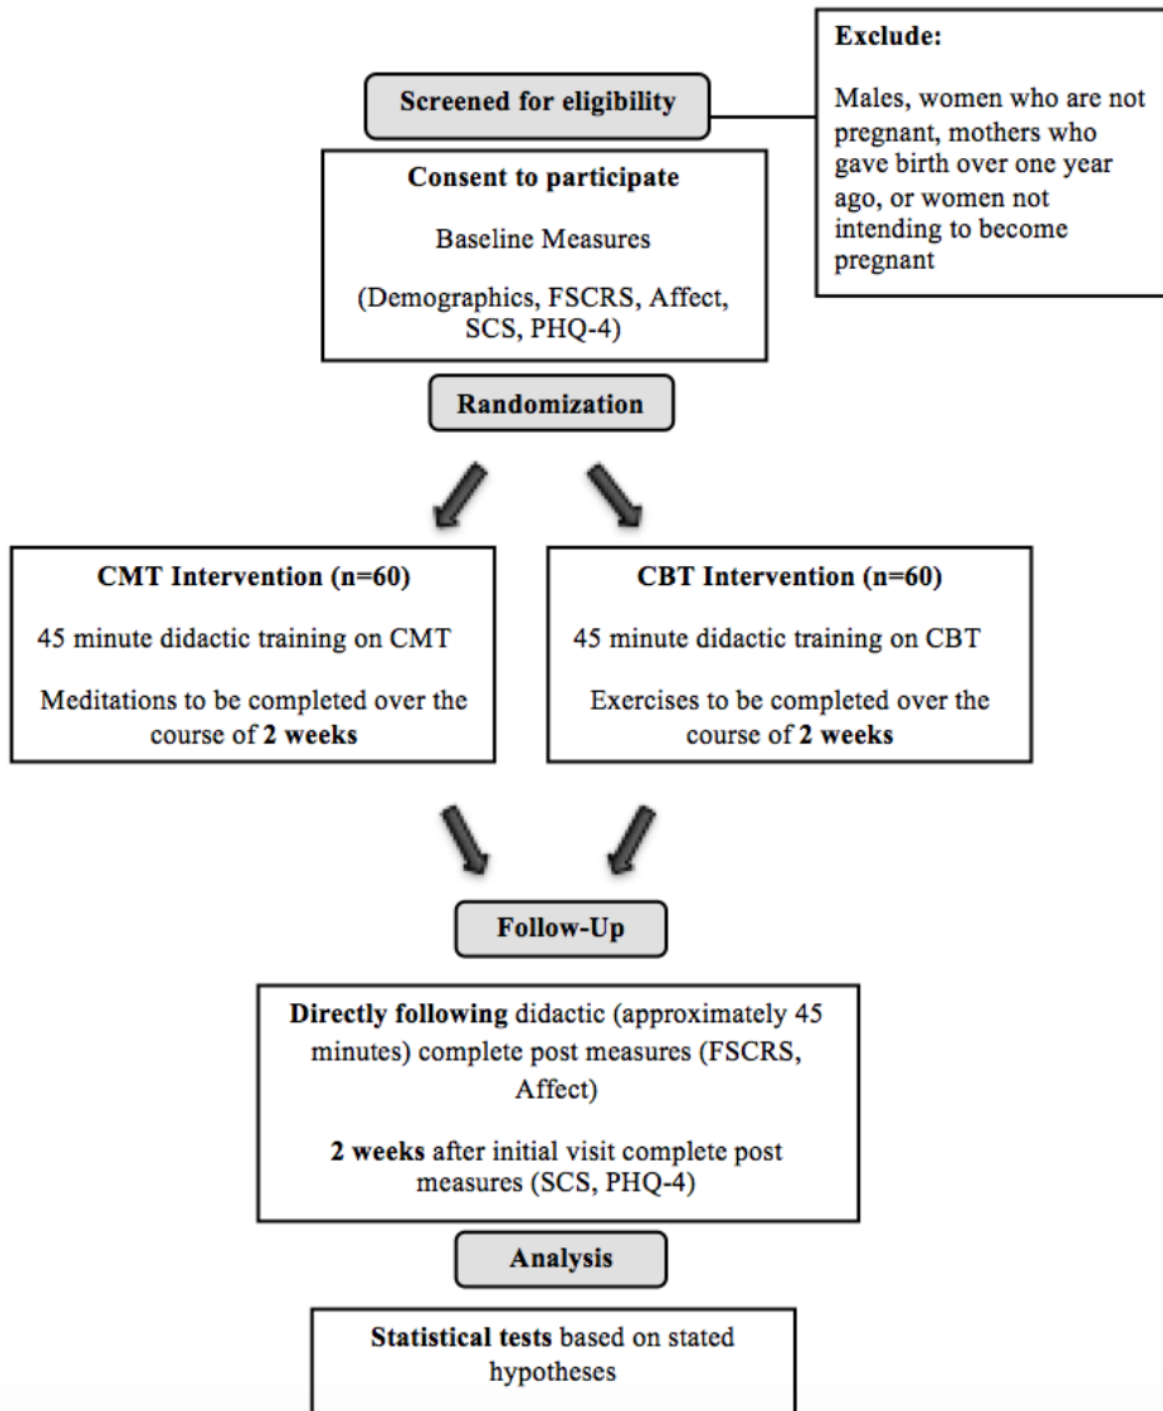 Screened for eligibility
Exclude:
Males, women who are not
pregnant, mothers who
gave birth over one year
ago, or women not
intending to become
pregnant
Consent to participate
Baseline Measures
(Demographics, FSCRS, Affect,
SCS, PHQ-4)
Randomization
CMT Intervention (n=60)
45 minute didactic training on CMT
Meditations to be completed over the
course of 2 weeks
CBT Intervention (n=60)
45 minute didactic training on CBT
Exercises to be completed over the
course of 2 weeks
Follow-Up
Directly following didactic (approximately 45
minutes) complete post measures (FSCRS,
Affect)
2 weeks after initial visit complete post
measures (SCS, PHQ-4)
Analysis
Statistical tests based on stated
hypotheses